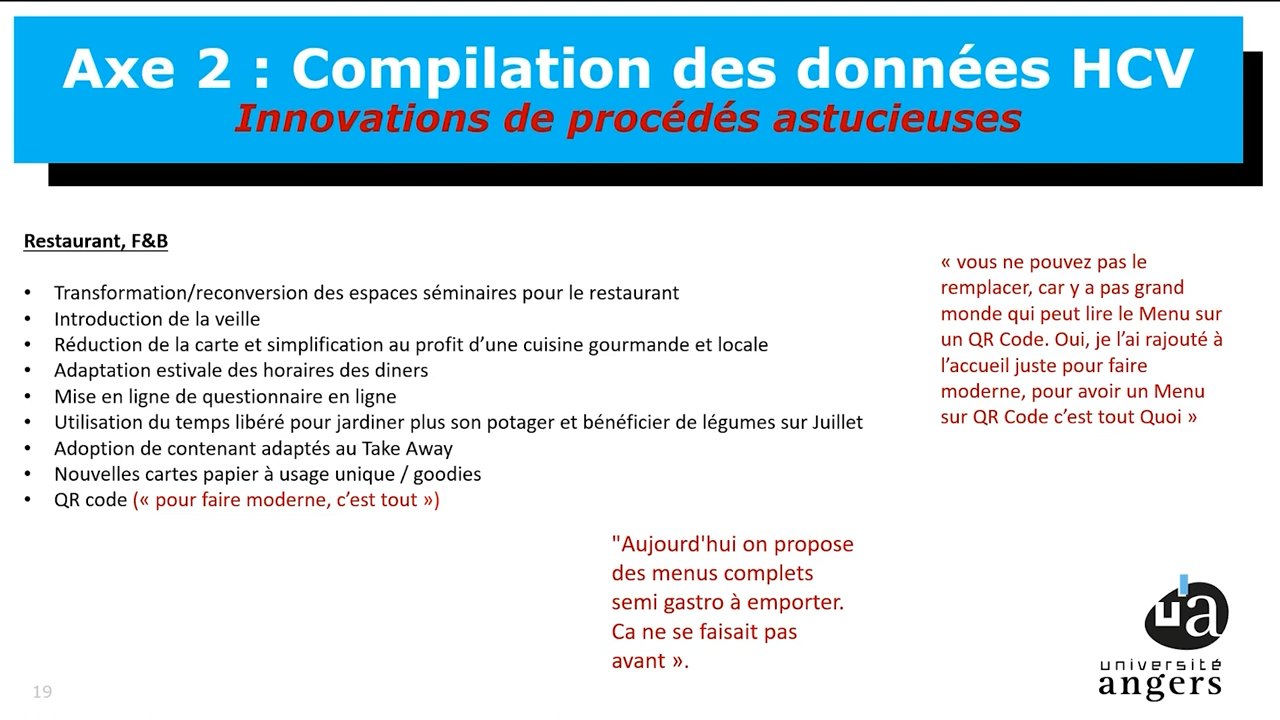 Axe 2 : Compilation des données HCV
Innovations de procédés astucieuses
Restaurant, F&B
• Transformation/reconversion des espaces séminaires pour le restaurant
• Introduction de la veille
• Réduction de la carte et simplification au profit d’une cuisine gourmande et locale
• Adaptation estivale des horaires des diners
• Mise en ligne de questionnaire en ligne
• Utilisation du temps libéré pour jardiner plus son potager et bénéficier de légumes sur Juillet
• Adoption de contenant adaptés au Take Away
• Nouvelles cartes papier à usage unique / goodies
• QR code (« pour faire moderne, c’est tout »)
« vous ne pouvez pas le
remplacer, car y a pas grand
monde qui peut lire le Menu sur
un QR Code. Oui, je l’ai rajouté à
l’accueil juste pour faire
moderne, pour avoir un Menu
sur QR Code c’est tout Quoi »
"Aujourd'hui on propose
des menus complets
semi gastro à emporter.
Ca ne se faisait pas
avant ».
ua
université
angers
19